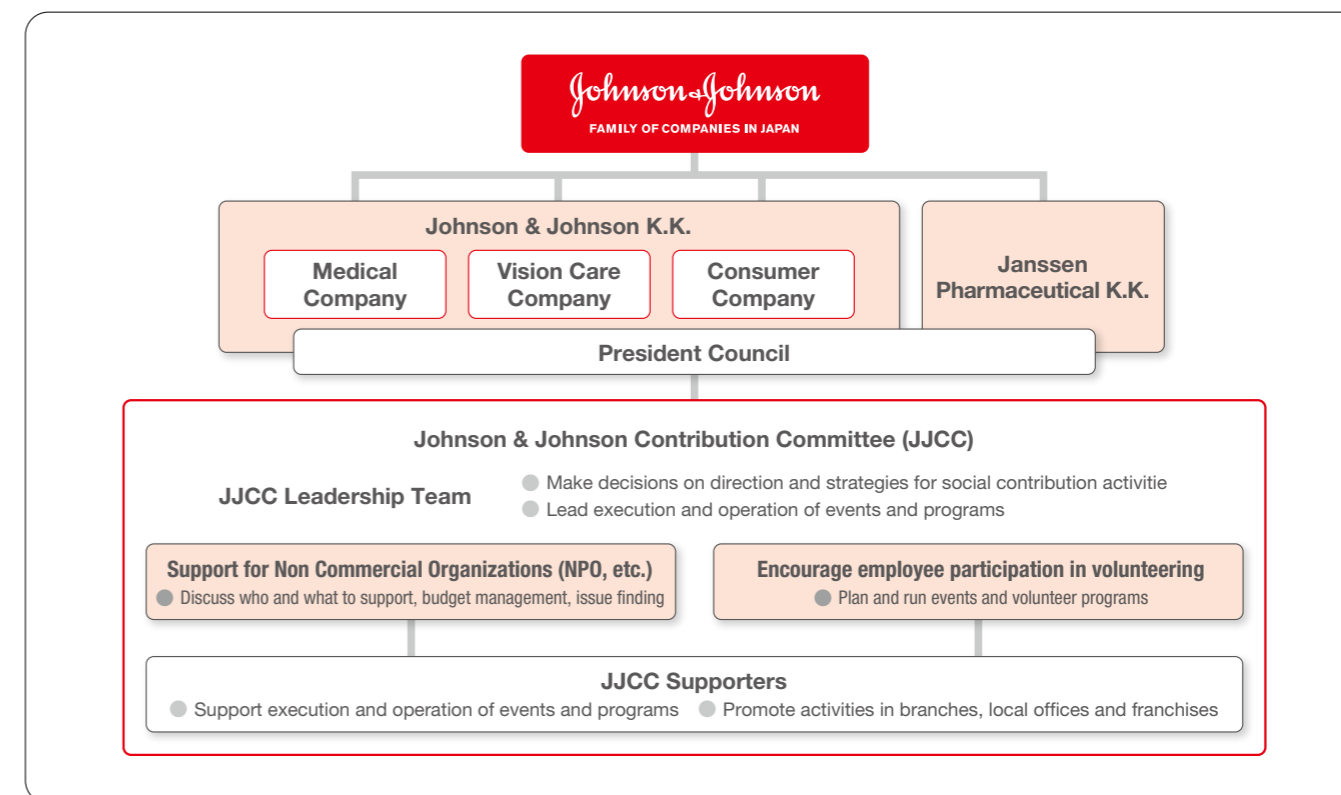 Johnson & Johnson
FAMILY OF COMPANIES IN JAPAN
Johnson & Johnson K.K.
Medical
Company
Vision Care
Company
Consumer
Company
Janssen
Pharmaceutical K.K.
President Council
Johnson & Johnson Contribution Committee (JJCC)
JJCC Leadership Team
Make decisions on direction and strategies for social contribution activitie
Lead execution and operation of events and programs
Support for Non Commercial Organizations (NPO, etc.)
Discuss who and what to support, budget management, issue finding
Encourage employee participation in volunteering
Plan and run events and volunteer programs
JJCC Supporters
Support execution and operation of events and programs
Promote activities in branches, local offices and franchises